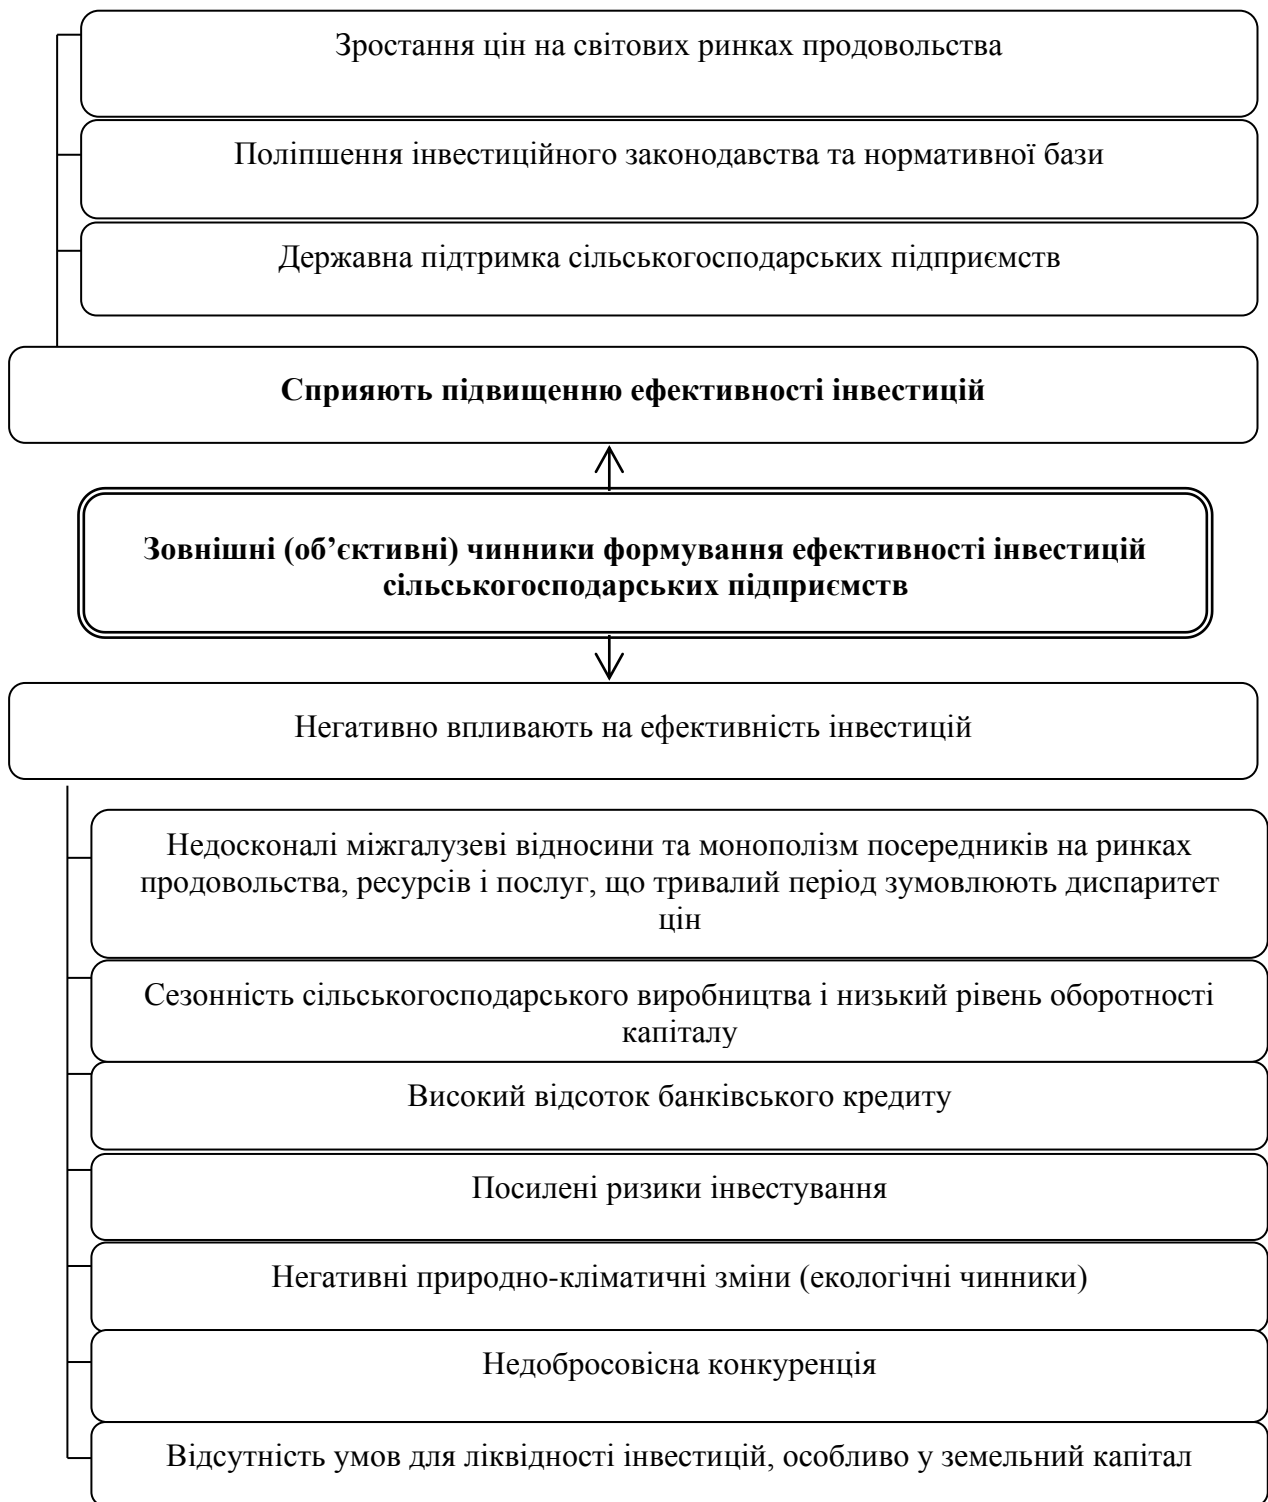 Зростання цін на світових ринках продовольства
Поліпшення інвестиційного законодавства та нормативної бази
Державна підтримка сільськогосподарських підприємств
Сприяють підвищенню ефективності інвестицій
Зовнішні (об’єктивні) чинники формування ефективності інвестицій
сільськогосподарських підприємств
Негативно впливають на ефективність інвестицій
Недосконалі міжгалузеві відносини та монополізм посередників на ринках
продовольства, ресурсів і послуг, що тривалий період зумовлюють диспаритет
цін
Сезонність сільськогосподарського виробництва і низький рівень оборотності
капіталу
Високий відсоток банківського кредиту
Посилені ризики інвестування
Негативні природно-кліматичні зміни (екологічні чинники)
Недобросовісна конкуренція
Відсутність умов для ліквідності інвестицій, особливо у земельний капітал